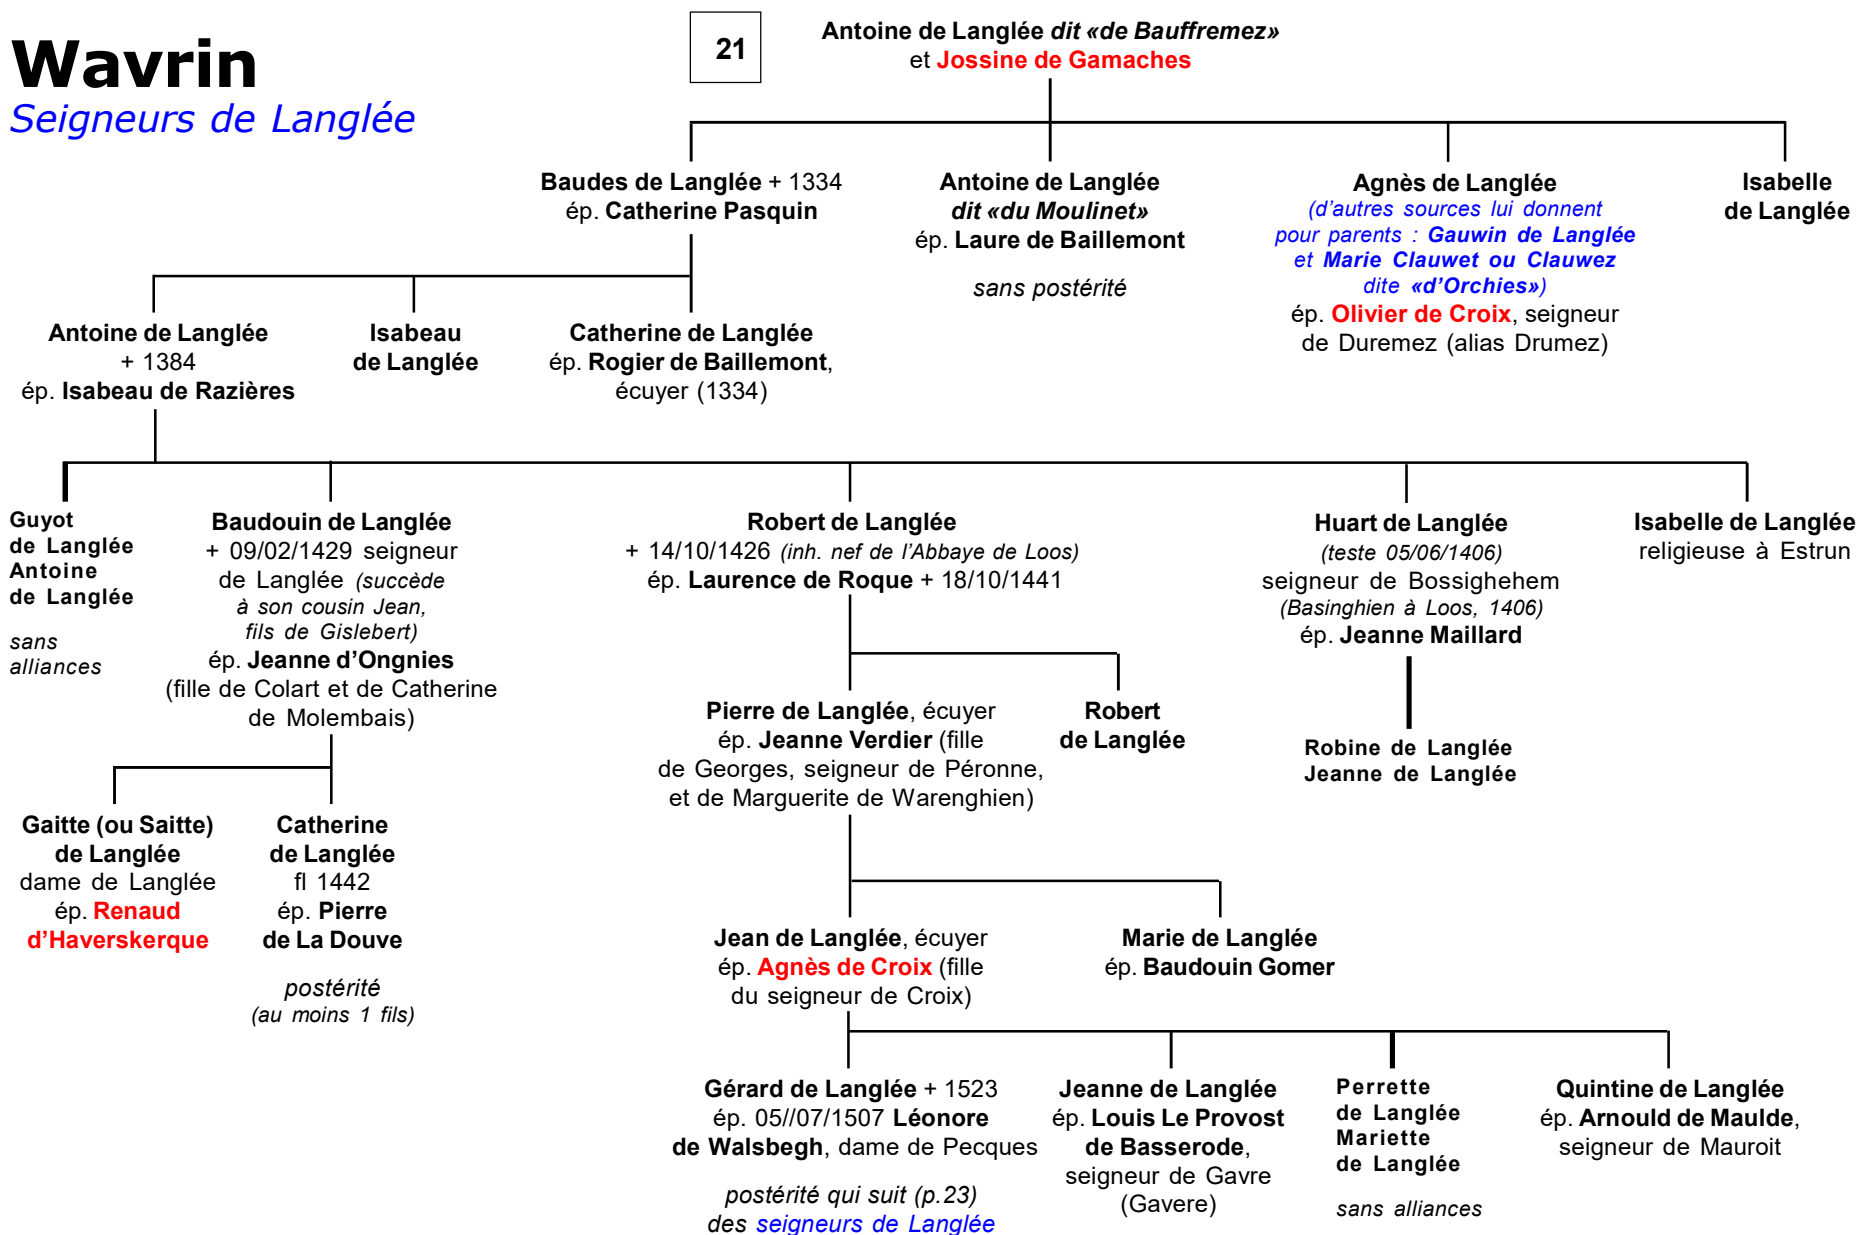 Wavrin
Seigneurs de Langlée
21
Antoine de Langlée dit «de Bauffremez»
et Jossine de Gamaches
Baudes de Langlée + 1334
ép. Catherine Pasquin
Antoine de Langlée
dit «du Moulinet»
ép. Laure de Baillemont
sans postérité
Agnès de Langlée
(d'autres sources lui donnent
pour parents : Gauwin de Langlée
et Marie Clauwet ou Clauwez
dite «d'Orchies»)
ép. Olivier de Croix, seigneur
de Duremez (alias Drumez)
Isabelle
de Langlée
Antoine de Langlée
+ 1384
ép. Isabeau de Razières
Isabeau
de Langlée
Catherine de Langlée
ép. Rogier de Baillemont,
écuyer (1334)
Guyot
de Langlée
Antoine
de Langlée
sans
alliances
Baudouin de Langlée
+ 09/02/1429 seigneur
de Langlée (succède
à son cousin Jean,
fils de Gislebert)
ép. Jeanne d'Ongnies
(fille de Colart et de Catherine
de Molembais)
Robert de Langlée
+ 14/10/1426 (inh. nef de l'Abbaye de Loos)
ép. Laurence de Roque + 18/10/1441
Huart de Langlée
(teste 05/06/1406)
seigneur de Bossighehem
(Basinghien à Loos, 1406)
ép. Jeanne Maillard
Isabelle de Langlée
religieuse à Estrun
Pierre de Langlée, écuyer
ép. Jeanne Verdier (fille
de Georges, seigneur de Péronne,
et de Marguerite de Warenghien)
Robert
de Langlée
Robine de Langlée
Jeanne de Langlée
Gaitte (ou Saitte)
de Langlée
dame de Langlée
ép. Renaud
d'Haverskerque
Catherine
de Langlée
fl 1442
ép. Pierre
de La Douve
postérité
(au moins 1 fils)
Jean de Langlée, écuyer
ép. Agnès de Croix (fille
du seigneur de Croix)
Marie de Langlée
ép. Baudouin Gomer
Gérard de Langlée + 1523
ép. 05//07/1507 Léonore
de Walsbegh, dame de Pecques
postérité qui suit (p.23)
des seigneurs de Langlée
Jeanne de Langlée
ép. Louis Le Provost
de Basserode,
seigneur de Gavre
(Gavere)
Perrette
de Langlée
Mariette
de Langlée
sans alliances
Quintine de Langlée
ép. Arnould de Maulde,
seigneur de Mauroit